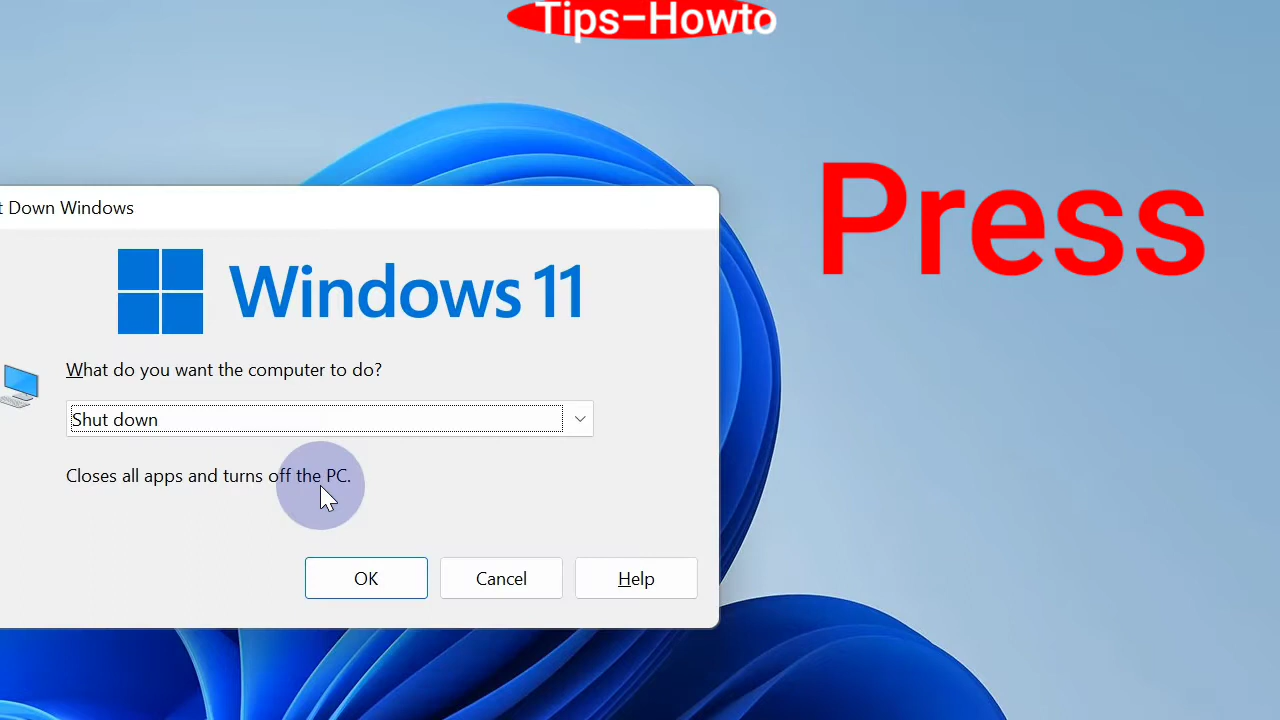 Tips-Howto
Press
t Down Windows
Windows 11
What do you want the computer to do?
Shut down
Closes all apps and turns off the PC.
OK Cancel Help